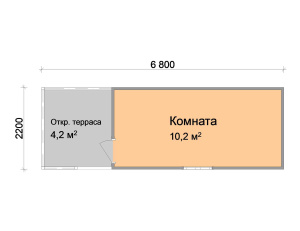 6 800
2200
Откр. терраса
4,2 м²
Комната
10,2 м²